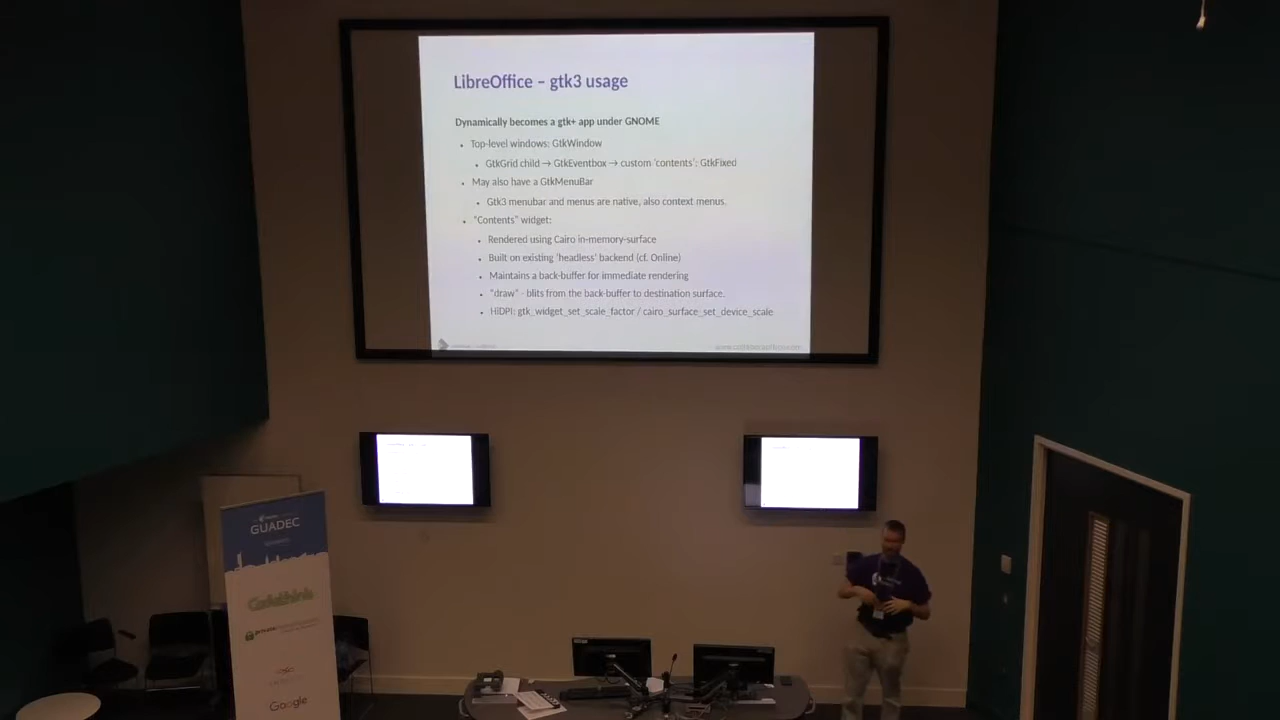 LibreOffice – gtk3 usage
Dynamically becomes a gtk+ app under GNOME
• Top-level windows: GtkWindow
• GtkGrid child → GtkEventbox → custom 'contents': GtkFixed
• May also have a GtkMenuBar
• Gtk3 menubar and menus are native, also context menus.
• "Contents" widget:
• Rendered using Cairo in-memory-surface
• Built on existing 'headless' backend (cf. Online)
• Maintains a back-buffer for immediate rendering
• "draw" - blits from the back-buffer to destination surface.
• HiDPI: gtk_widget_set_scale_factor / cairo_surface_set_device_scale
GUADEC
Codethink
Google